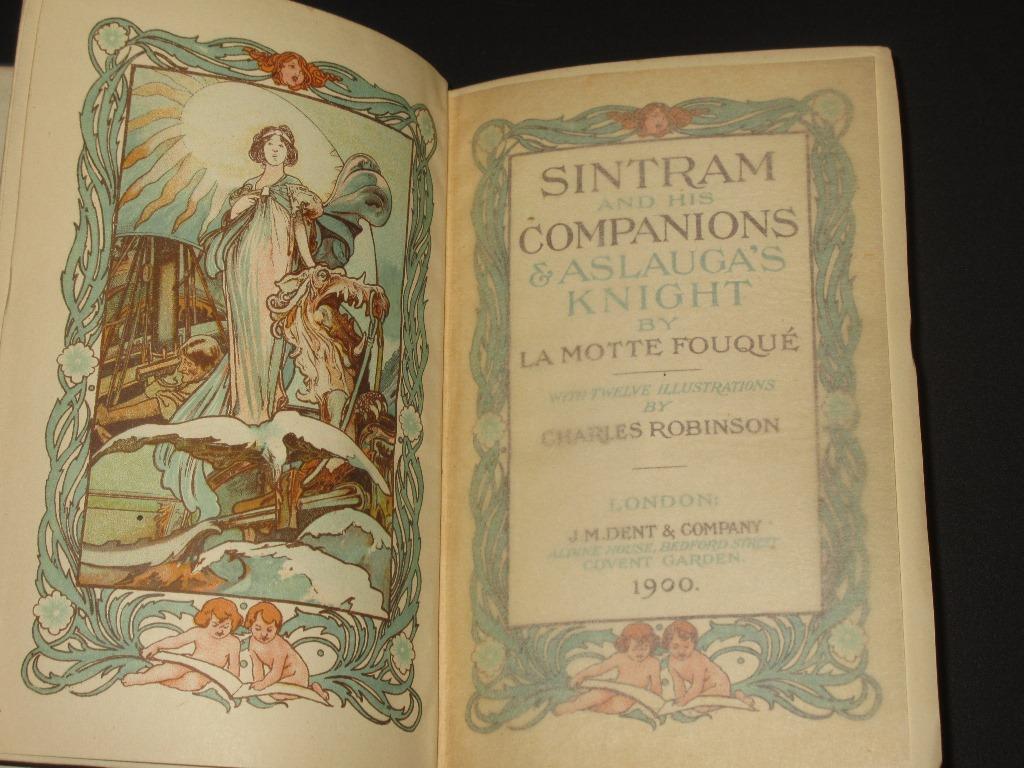 SINTRAM
AND HIS
COMPANIONS
& ASLAUGA'S
KNIGHT
BY
LA MOTTE FOUQUÉ
WITH TWELVE ILLUSTRATIONS
BY
CHARLES ROBINSON
LONDON:
J.M. DENT & COMPANY
ALDINE HOUSE, BEDFORD STREET
COVENT GARDEN.
1900.